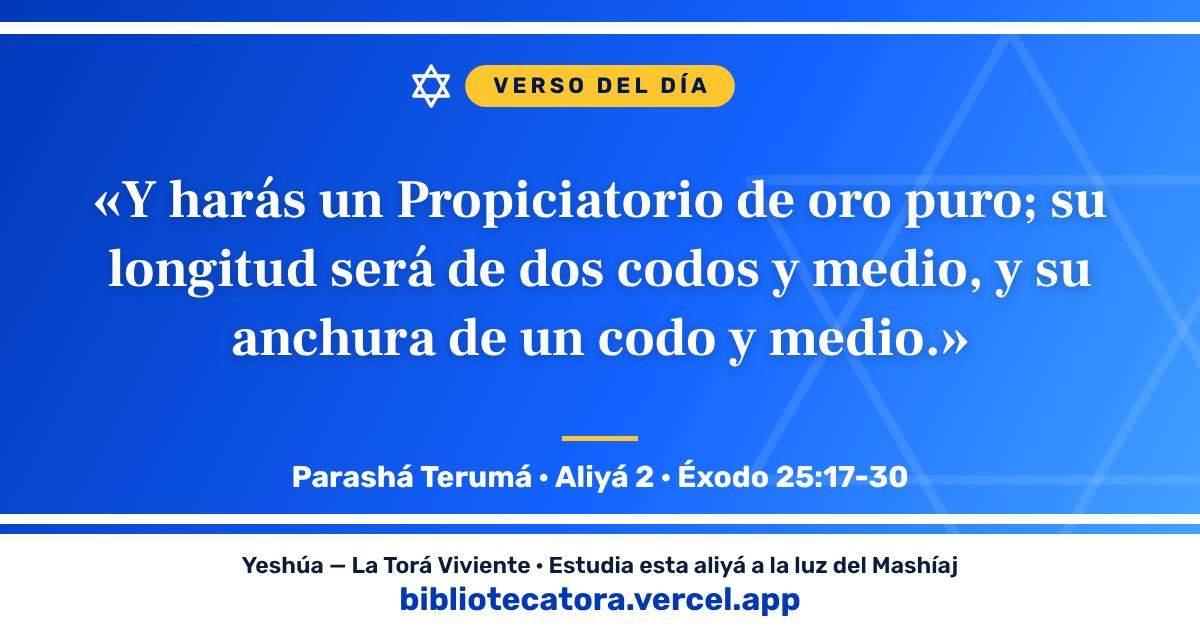 VERSO DEL DÍA
«Y harás un Propiciatorio de oro puro; su
longitud será de dos codos y medio, y su
anchura de un codo y medio.»
Parashá Terumá • Aliyá 2 • Éxodo 25:17-30
Yeshúa — La Torá Viviente • Estudia esta aliyá a la luz del Mashíaj
bibliotecatora.vercel.app